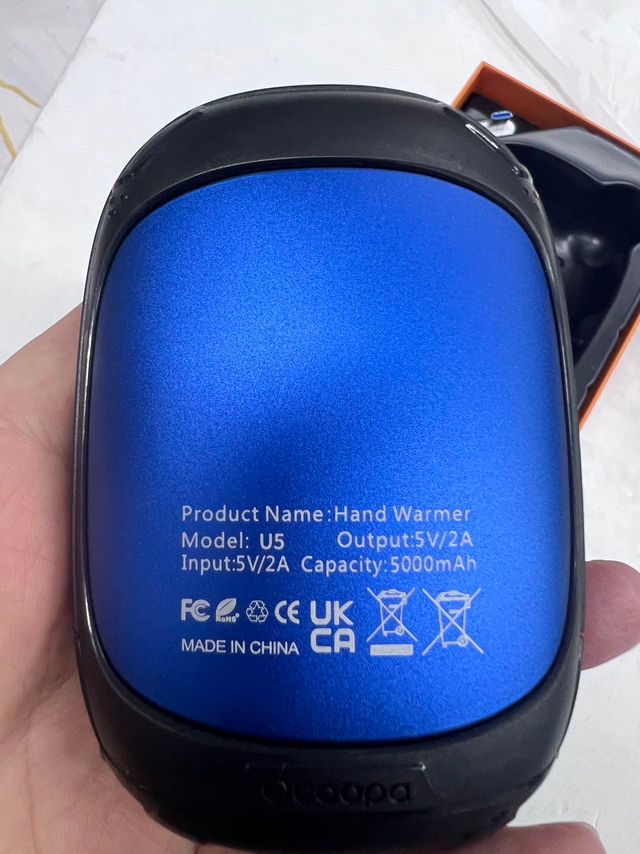 Product Name:Hand Warmer
Model: U5 Output:5V/2A
Input:5V/2A Capacity:5000mAh
FC RoHS CE UK CA
MADE IN CHINA
Ocoopa